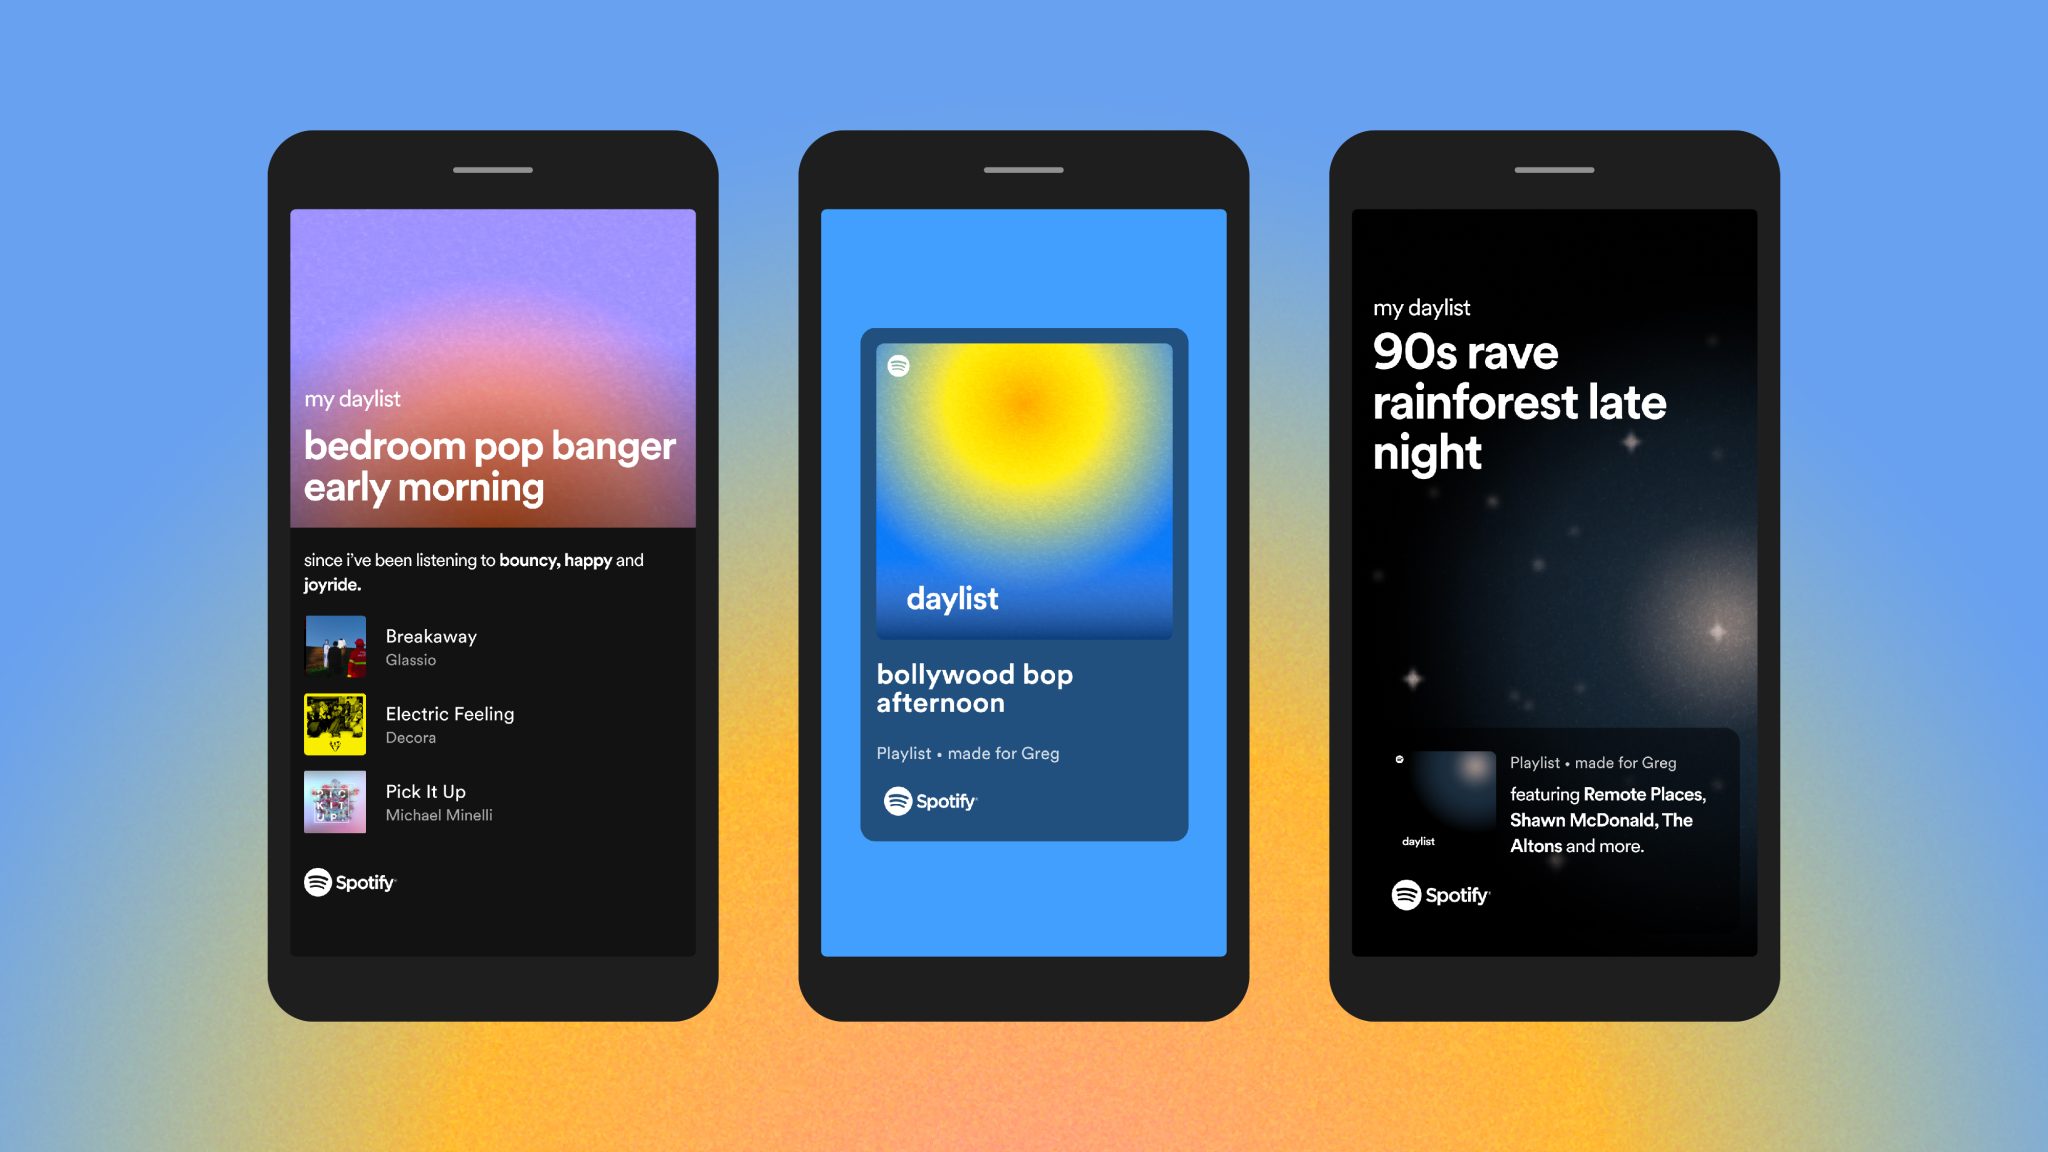 my daylist
bedroom pop banger
early morning
since i've been listening to bouncy, happy and
joyride.
Breakaway
Glassio
Electric Feeling
Decora
Pick It Up
Michael Minelli
Spotify
daylist
bollywood bop
afternoon
Playlist • made for Greg
Spotify
my daylist
90s rave
rainforest late
night
daylist
Playlist • made for Greg
featuring Remote Places,
Shawn McDonald, The
Altons and more.
Spotify